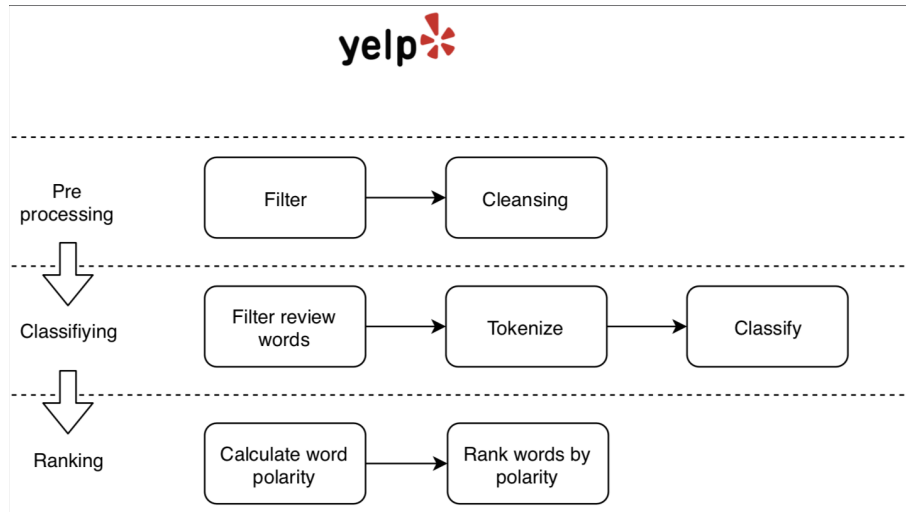 yelp
Pre
processing
Filter
Cleansing
Classifiying
Filter review
words
Tokenize
Classify
Ranking
Calculate word
polarity
Rank words by
polarity